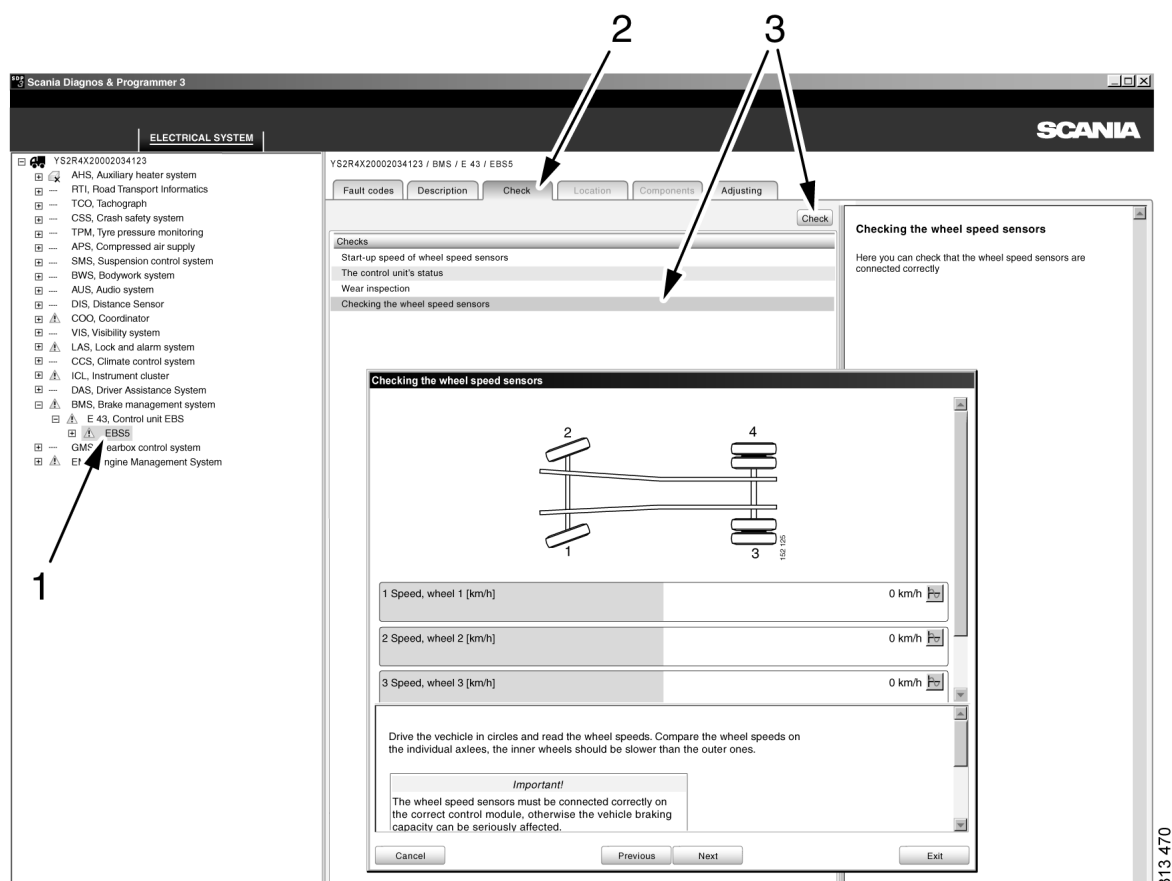 2
3
SDP
3
Scania Diagnos & Programmer 3
ELECTRICAL SYSTEM
SCANIA
YS2R4X20002034123
AHS, Auxiliary heater system
RTI, Road Transport Informatics
TCO, Tachograph
CSS, Crash safety system
TPM, Tyre pressure monitoring
APS, Compressed air supply
SMS, Suspension control system
BWS, Bodywork system
AUS, Audio system
DIS, Distance Sensor
COO, Coordinator
VIS, Visibility system
LAS, Lock and alarm system
CCS, Climate control system
ICL, Instrument cluster
DAS, Driver Assistance System
BMS, Brake management system
E 43, Control unit EBS
EBS5
GMS, earbox control system
ngine Management System
1
YS2R4X20002034123 / BMS / E 43 / EBS5
Fault codes Description Check Location Components Adjusting
Check
Checks
Start-up speed of wheel speed sensors
The control unit's status
Wear inspection
Checking the wheel speed sensors
Checking the wheel speed sensors
Here you can check that the wheel speed sensors are
connected correctly
Checking the wheel speed sensors
2
4
1
3
152 125
1 Speed, wheel 1 [km/h] 0 km/h
2 Speed, wheel 2 [km/h] 0 km/h
3 Speed, wheel 3 [km/h] 0 km/h
Drive the vechicle in circles and read the wheel speeds. Compare the wheel speeds on
the individual axlees, the inner wheels should be slower than the outer ones.
Important!
The wheel speed sensors must be connected correctly on
the correct control module, otherwise the vehicle braking
capacity can be seriously affected.
Cancel Previous Next Exit
313 470